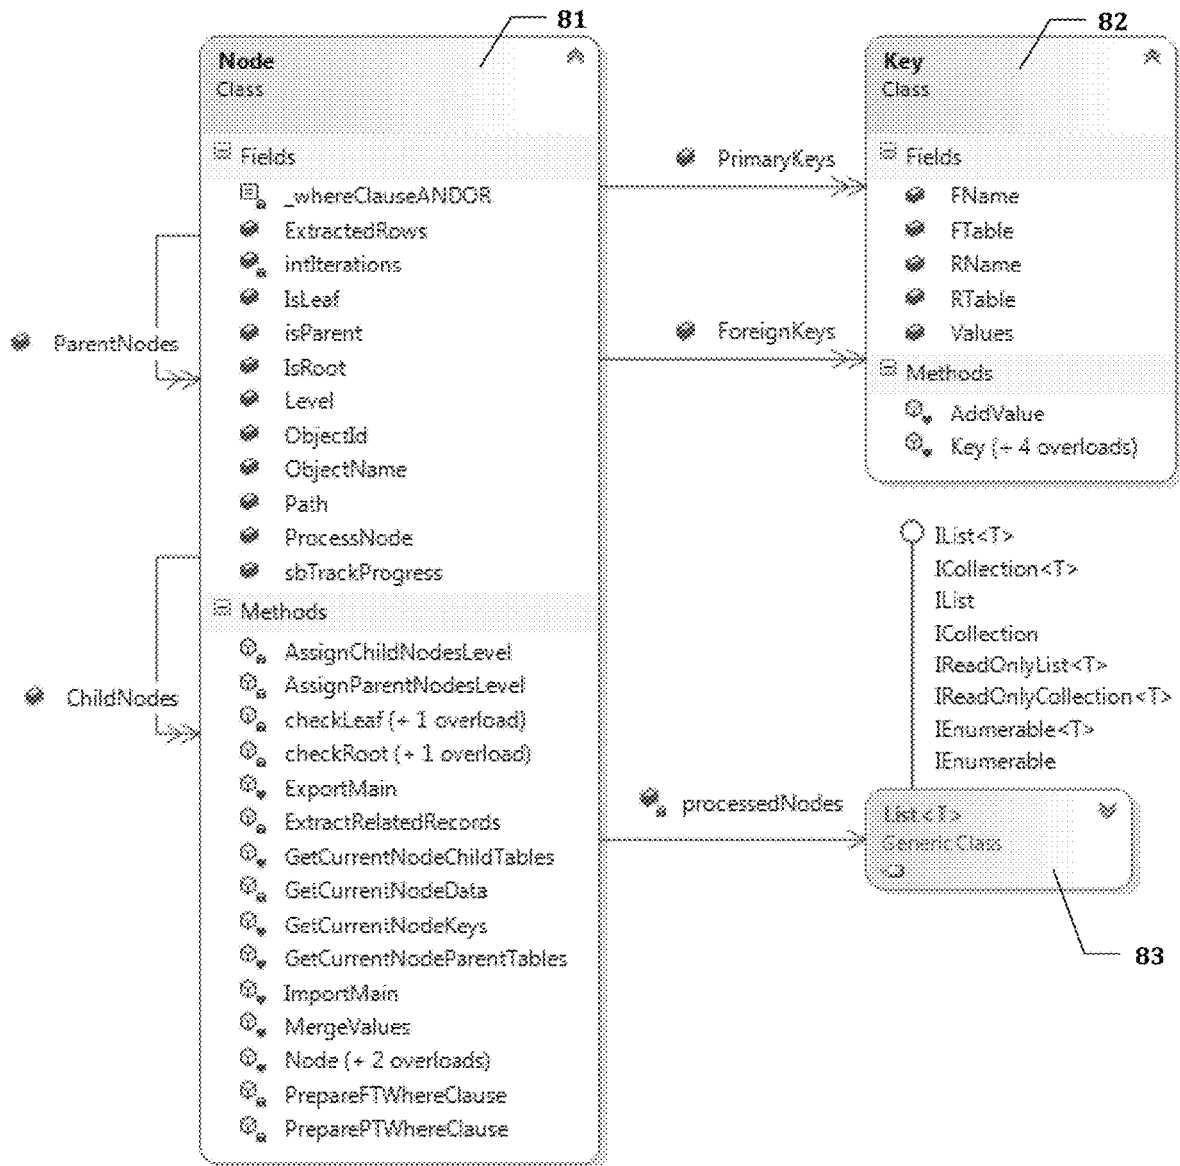 81
Node
Class
Fields
_whereClauseANDOR
ExtractedRows
intIterations
IsLeaf
isParent
IsRoot
Level
ObjectId
ObjectName
Path
ProcessNode
sbTrackProgress
Methods
AssignChildNodesLevel
AssignParentNodesLevel
checkLeaf (+ 1 overload)
checkRoot (+ 1 overload)
ExportMain
ExtractRelatedRecords
GetCurrentNodeChildTables
GetCurrentNodeData
GetCurrentNodeKeys
GetCurrentNodeParentTables
ImportMain
MergeValues
Node (+ 2 overloads)
PrepareFTWhereClause
PreparePTWhereClause
ParentNodes
ChildNodes
PrimaryKeys
ForeignKeys
processedNodes
82
Key
Class
Fields
FName
FTable
RName
RTable
Values
Methods
AddValue
Key (+ 4 overloads)
IList<T>
ICollection<T>
IList
ICollection
IReadOnlyList<T>
IReadOnlyCollection<T>
IEnumerable<T>
IEnumerable
List<T>
Generic Class
83